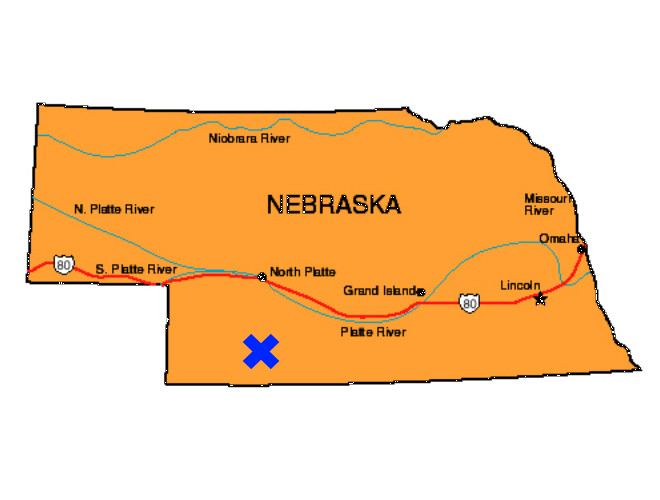 Niobrara River
NEBRASKA
Missouri
River
N. Platte River
Omaha
80
S. Platte River
North Platte
Lincoln
Grand Island
80
Platte River